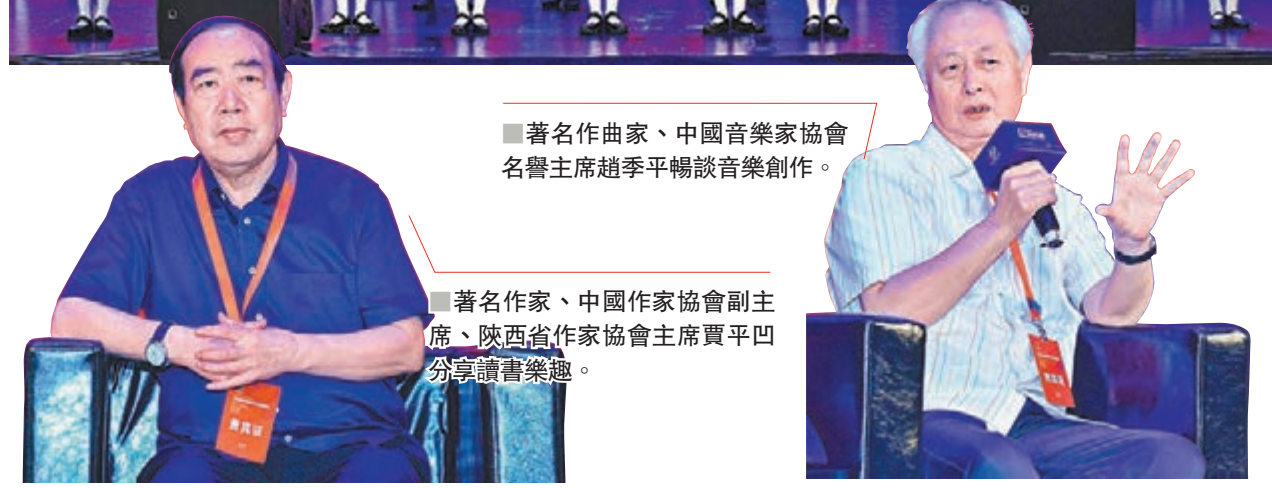 ■著名作曲家、中國音樂家協會
名譽主席趙季平暢談音樂創作。
■著名作家、中國作家協會副主
席、陝西省作家協會主席賈平凹
分享讀書樂趣。